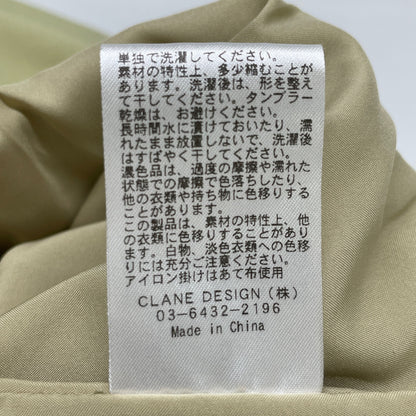 単独で洗濯してください。
素材の特性上、多少縮むことが
あります。洗濯後は、形を整え
て干してください。タンブラー
乾燥は、お避けください。
長時間水に漬けておいたり、濡
れたまま放置しないで、洗濯後
はすばやく干してください。
濃色品は、過度の摩擦や濡れた
状態での摩擦で色落ちしたり、
他の衣類や持ち物に色移りする
ことがあります。
この製品は、素材の特性上、他
の衣類に色移りすることがあり
ます。白物、淡色衣類への色移
りには充分ご注意ください。
アイロン掛けはあて布使用
CLANE DESIGN (株)
03-6432-2196
Made in China